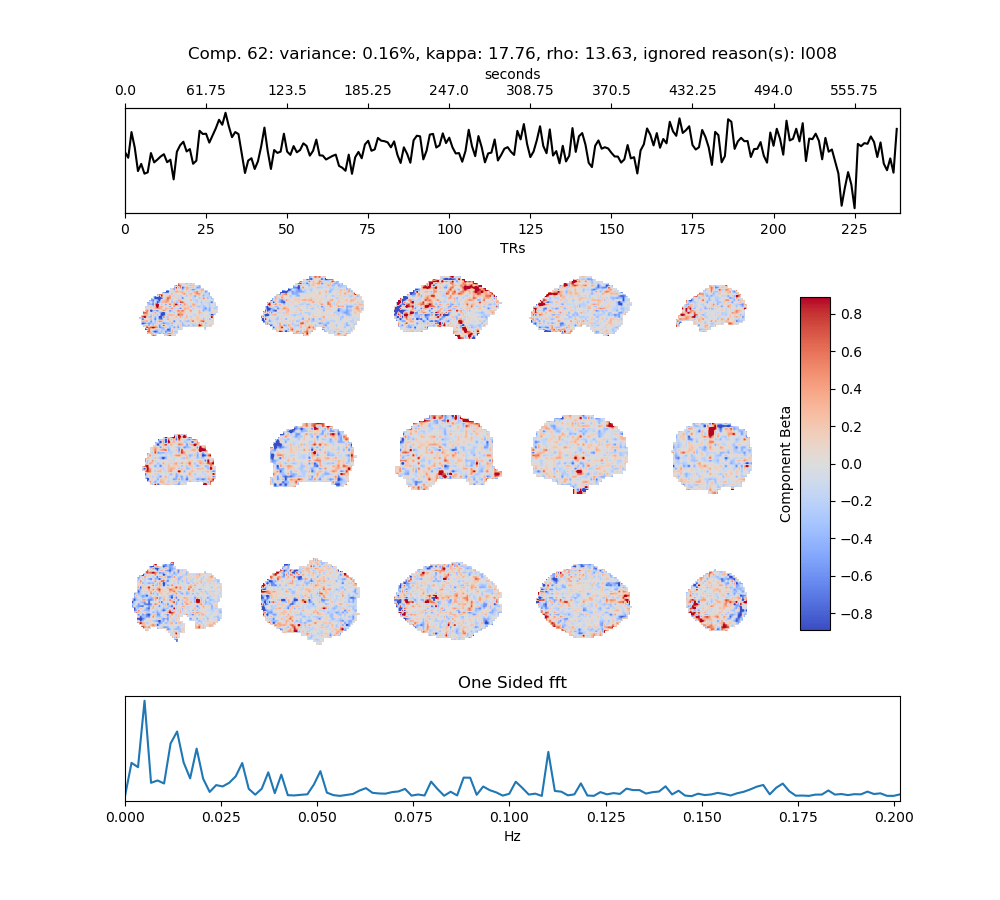 Comp. 62: variance: 0.16%, kappa: 17.76, rho: 13.63, ignored reason(s): I008
seconds
0.0 61.75 123.5 185.25 247.0 308.75 370.5 432.25 494.0 555.75
0 25 50 75 100 125 150 175 200 225
TRs
0.8
0.6
0.4
0.2
0.0
−0.2
−0.4
−0.6
−0.8
Component Beta
One Sided fft
0.000 0.025 0.050 0.075 0.100 0.125 0.150 0.175 0.200
Hz